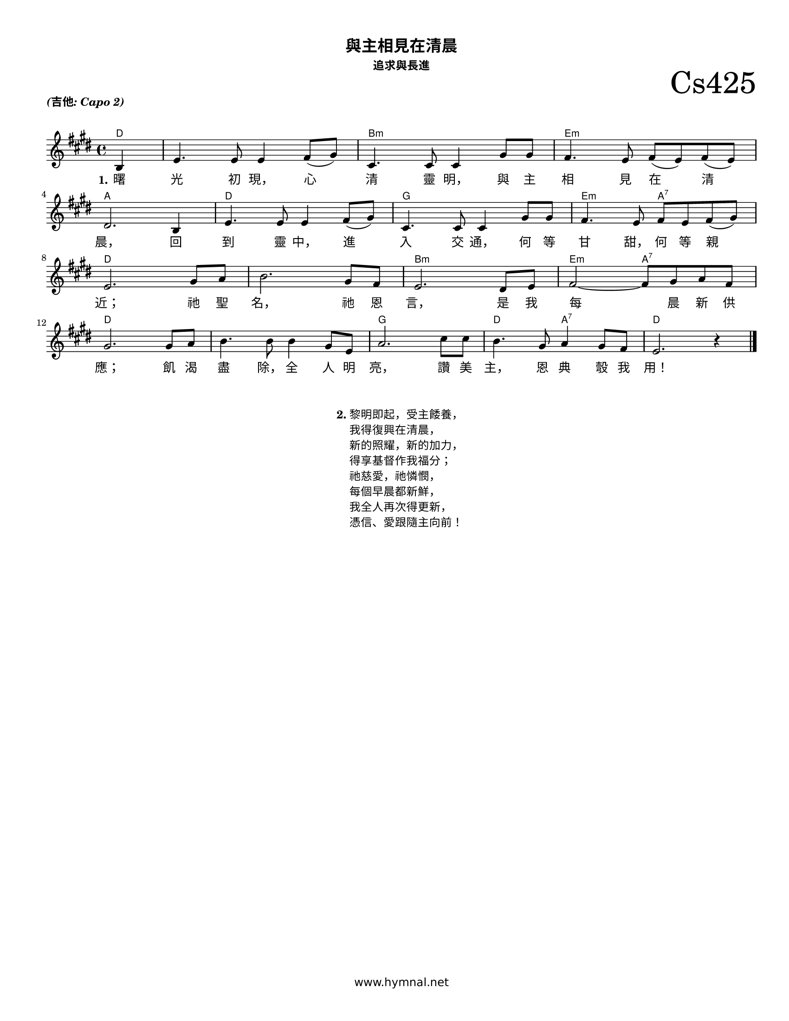 與主相見在清晨
追求與長進
Cs425
(吉他: Capo 2)
D Bm Em
1. 曙 光 初 現， 心 清 靈 明， 與 主 相 見 在 清
4 A D G Em A7
晨， 回 到 靈 中， 進 入 交 通， 何 等 甘 甜，何 等 親
8 D Bm Em A7
近； 祂 聖 名， 祂 恩 言， 是 我 每 晨 新 供
12 D G D A7 D
應； 飢 渴 盡 除，全 人 明 亮， 讚 美 主， 恩 典 彀 我 用！
2. 黎明即起，受主餧養，
我得復興在清晨，
新的照耀，新的加力，
得享基督作我福分；
祂慈愛，祂憐憫，
每個早晨都新鮮，
我全人再次得更新，
憑信、愛跟隨主向前！
www.hymnal.net